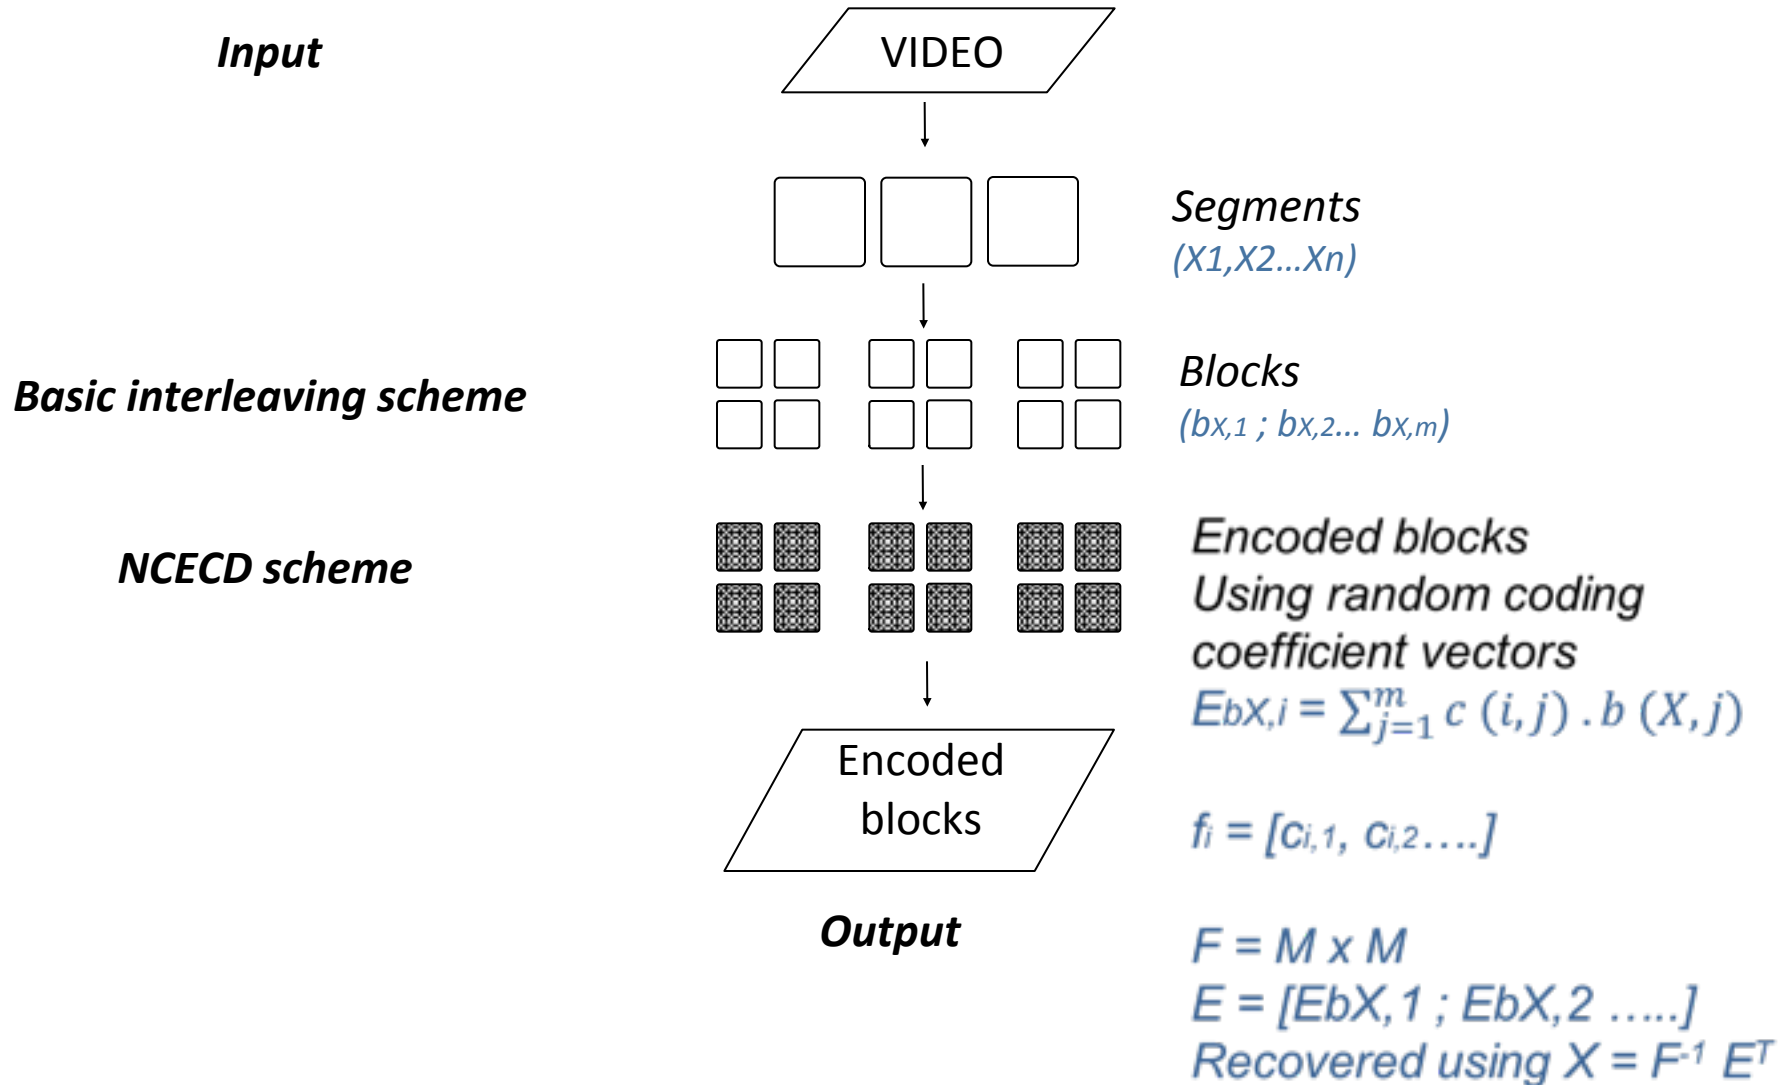 Input
VIDEO
Segments
(X1,X2...Xn)
Basic interleaving scheme
Blocks
(bX,1 ; bX,2... bX,m)
NCECD scheme
Encoded blocks
Using random coding
coefficient vectors
EbX,i = ∑_{j=1}^{m} c (i,j) . b (X,j)
Encoded
blocks
fi = [ci,1, ci,2....]
Output
F = M x M
E = [EbX,1 ; EbX,2 .....]
Recovered using X = F⁻¹ Eᵀ